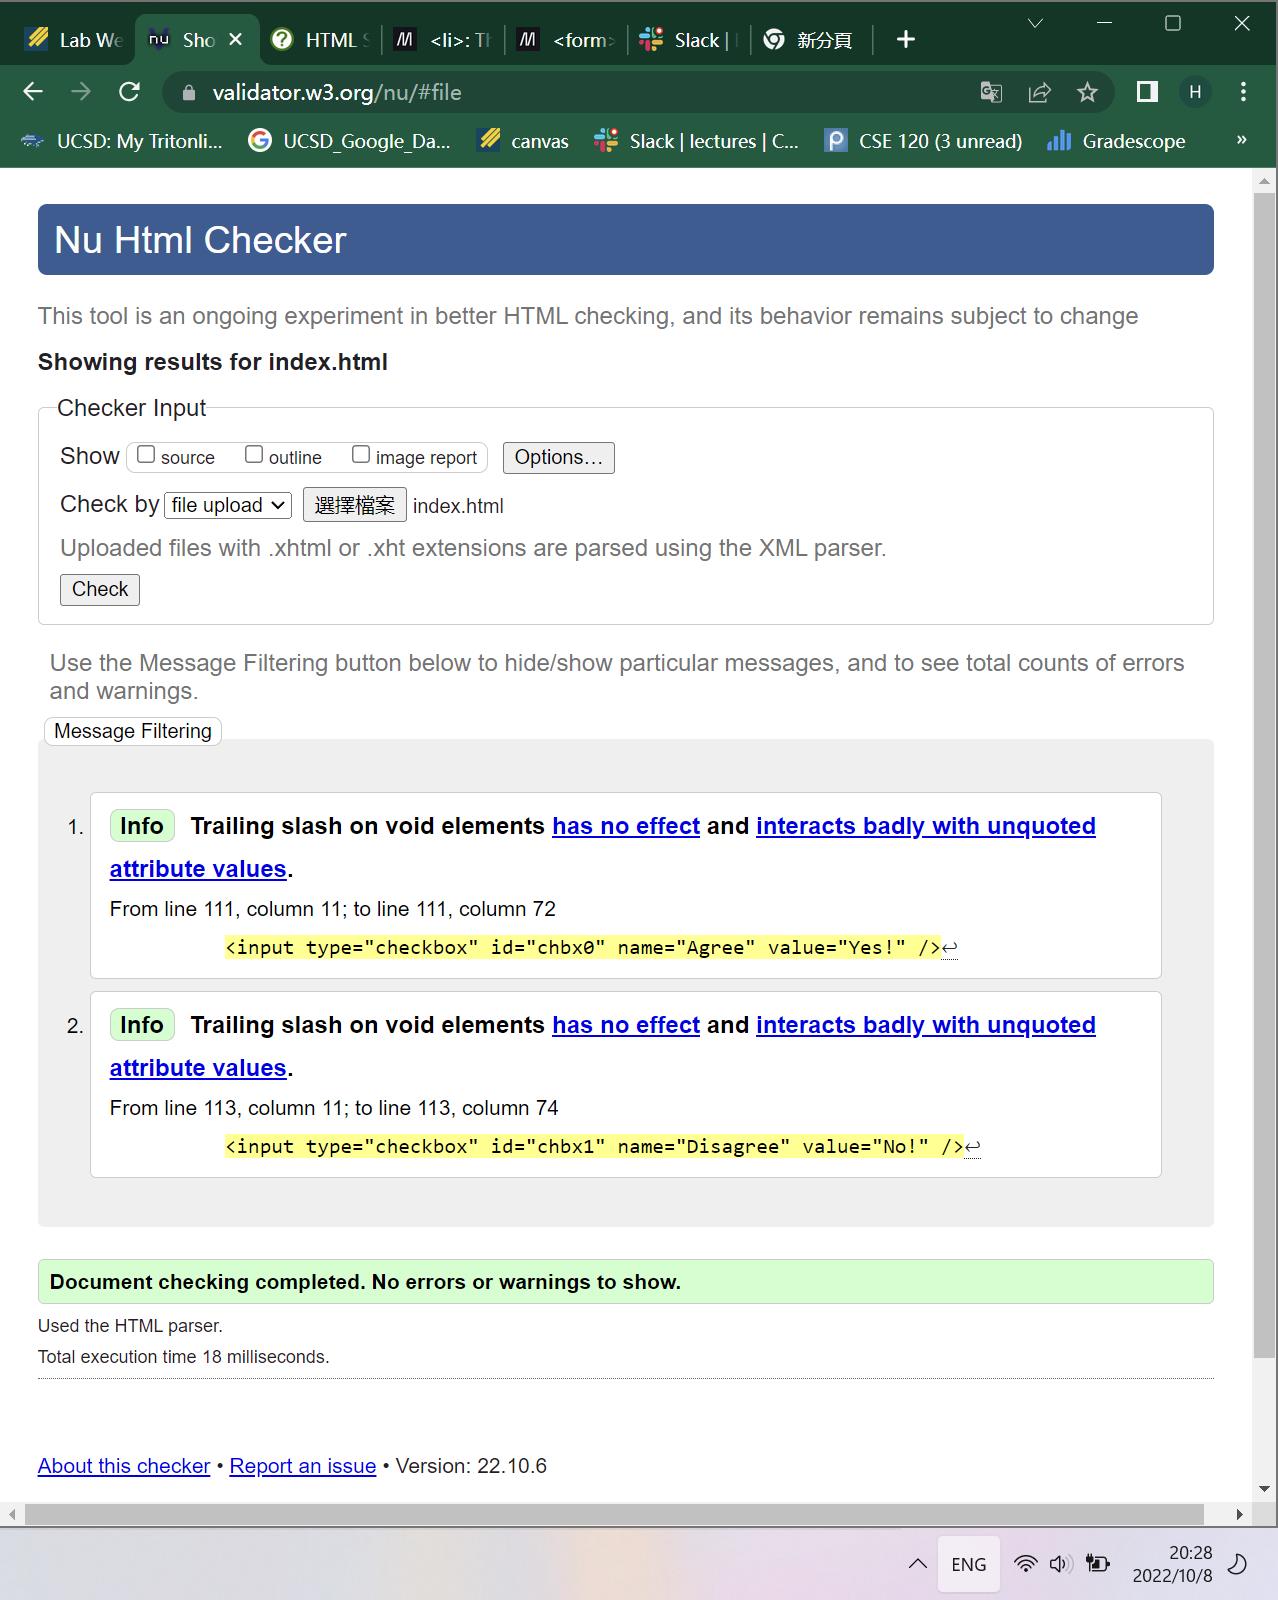 Lab We
nu
Sho
HTML S
<li>: Th
<form>
Slack |
新分頁
validator.w3.org/nu/#file
H
UCSD: My Tritonli...
UCSD_Google_Da...
canvas
Slack | lectures | C...
CSE 120 (3 unread)
Gradescope
»
Nu Html Checker
This tool is an ongoing experiment in better HTML checking, and its behavior remains subject to change
Showing results for index.html
Checker Input
Show source outline image report Options...
Check by file upload 選擇檔案 index.html
Uploaded files with .xhtml or .xht extensions are parsed using the XML parser.
Check
Use the Message Filtering button below to hide/show particular messages, and to see total counts of errors
and warnings.
Message Filtering
1. Info Trailing slash on void elements has no effect and interacts badly with unquoted
attribute values.
From line 111, column 11; to line 111, column 72
<input type="checkbox" id="chbx0" name="Agree" value="Yes!" />↩
2. Info Trailing slash on void elements has no effect and interacts badly with unquoted
attribute values.
From line 113, column 11; to line 113, column 74
<input type="checkbox" id="chbx1" name="Disagree" value="No!" />↩
Document checking completed. No errors or warnings to show.
Used the HTML parser.
Total execution time 18 milliseconds.
About this checker • Report an issue • Version: 22.10.6
ENG
20:28
2022/10/8